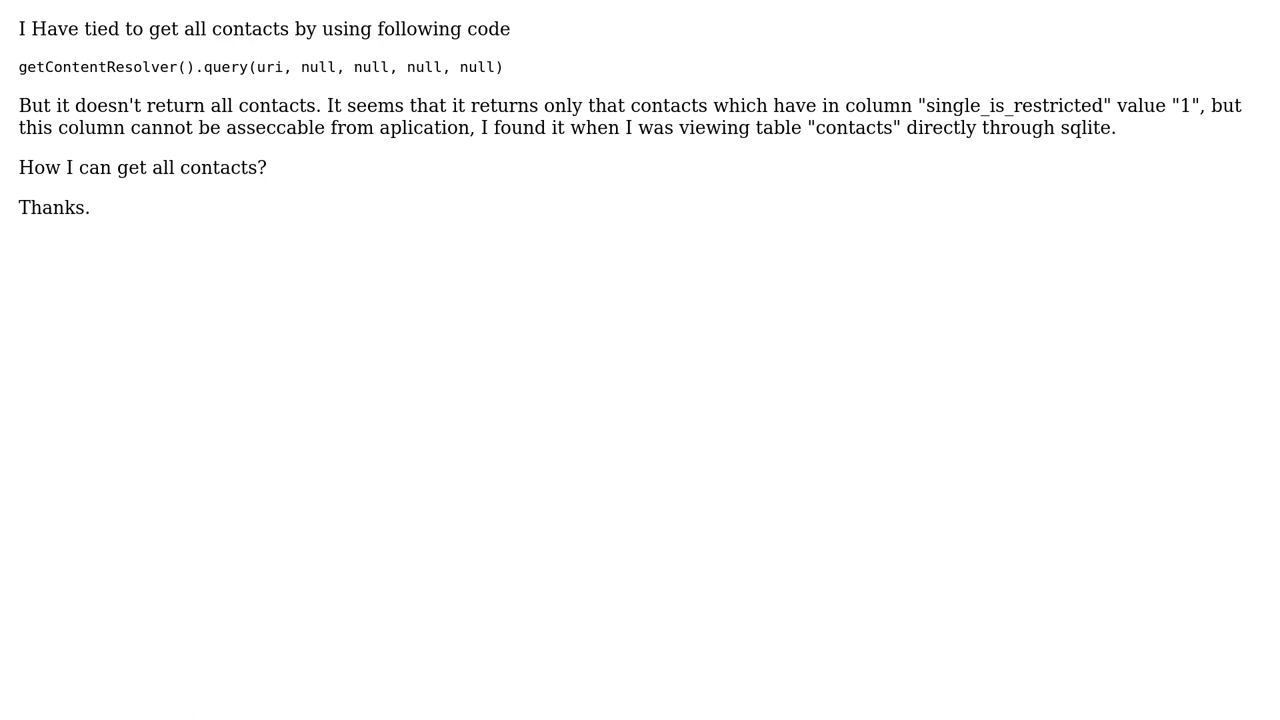 I Have tied to get all contacts by using following code
getContentResolver().query(uri, null, null, null, null)
But it doesn't return all contacts. It seems that it returns only that contacts which have in column "single_is_restricted" value "1", but
this column cannot be asseccable from aplication, I found it when I was viewing table "contacts" directly through sqlite.
How I can get all contacts?
Thanks.